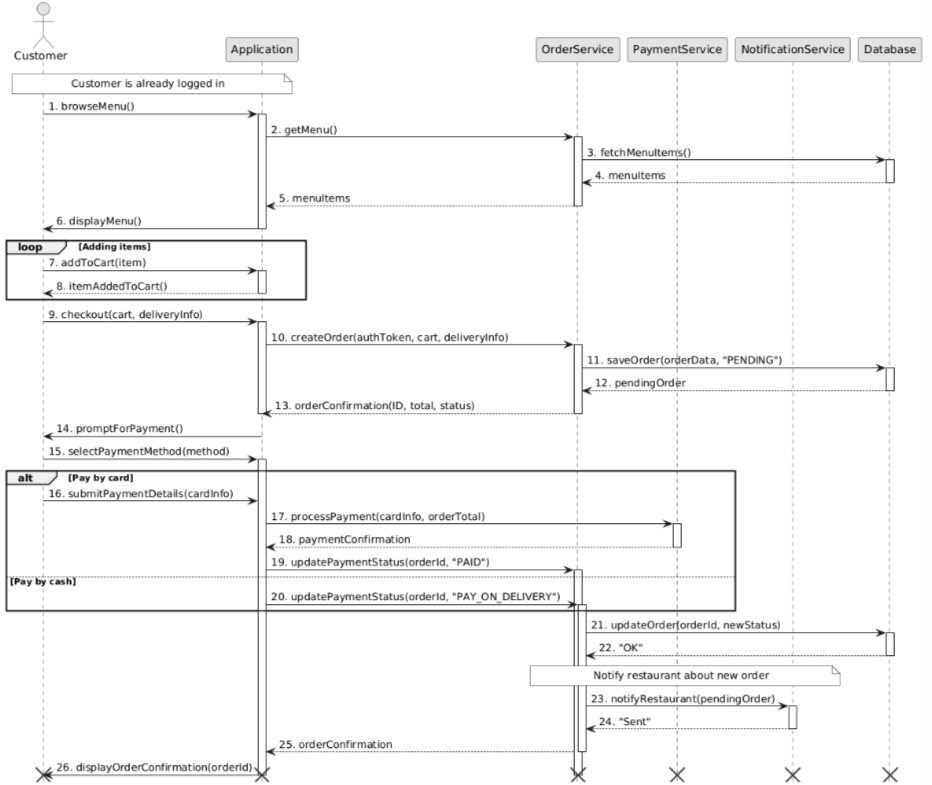 Customer
Application
OrderService
PaymentService
NotificationService
Database
Customer is already logged in
1. browseMenu()
2. getMenu()
3. fetchMenuItems()
4. menuItems
5. menuItems
6. displayMenu()
loop [Adding items]
7. addToCart(item)
8. itemAddedToCart()
9. checkout(cart, deliveryInfo)
10. createOrder(authToken, cart, deliveryInfo)
11. saveOrder(orderData, "PENDING")
12. pendingOrder
13. orderConfirmation(ID, total, status)
14. promptForPayment()
15. selectPaymentMethod(method)
alt [Pay by card]
16. submitPaymentDetails(cardInfo)
17. processPayment(cardInfo, orderTotal)
18. paymentConfirmation
19. updatePaymentStatus(orderId, "PAID")
[Pay by cash]
20. updatePaymentStatus(orderId, "PAY_ON_DELIVERY")
21. updateOrder(orderId, newStatus)
22. "OK"
Notify restaurant about new order
23. notifyRestaurant(pendingOrder)
24. "Sent"
25. orderConfirmation
26. displayOrderConfirmation(orderId)